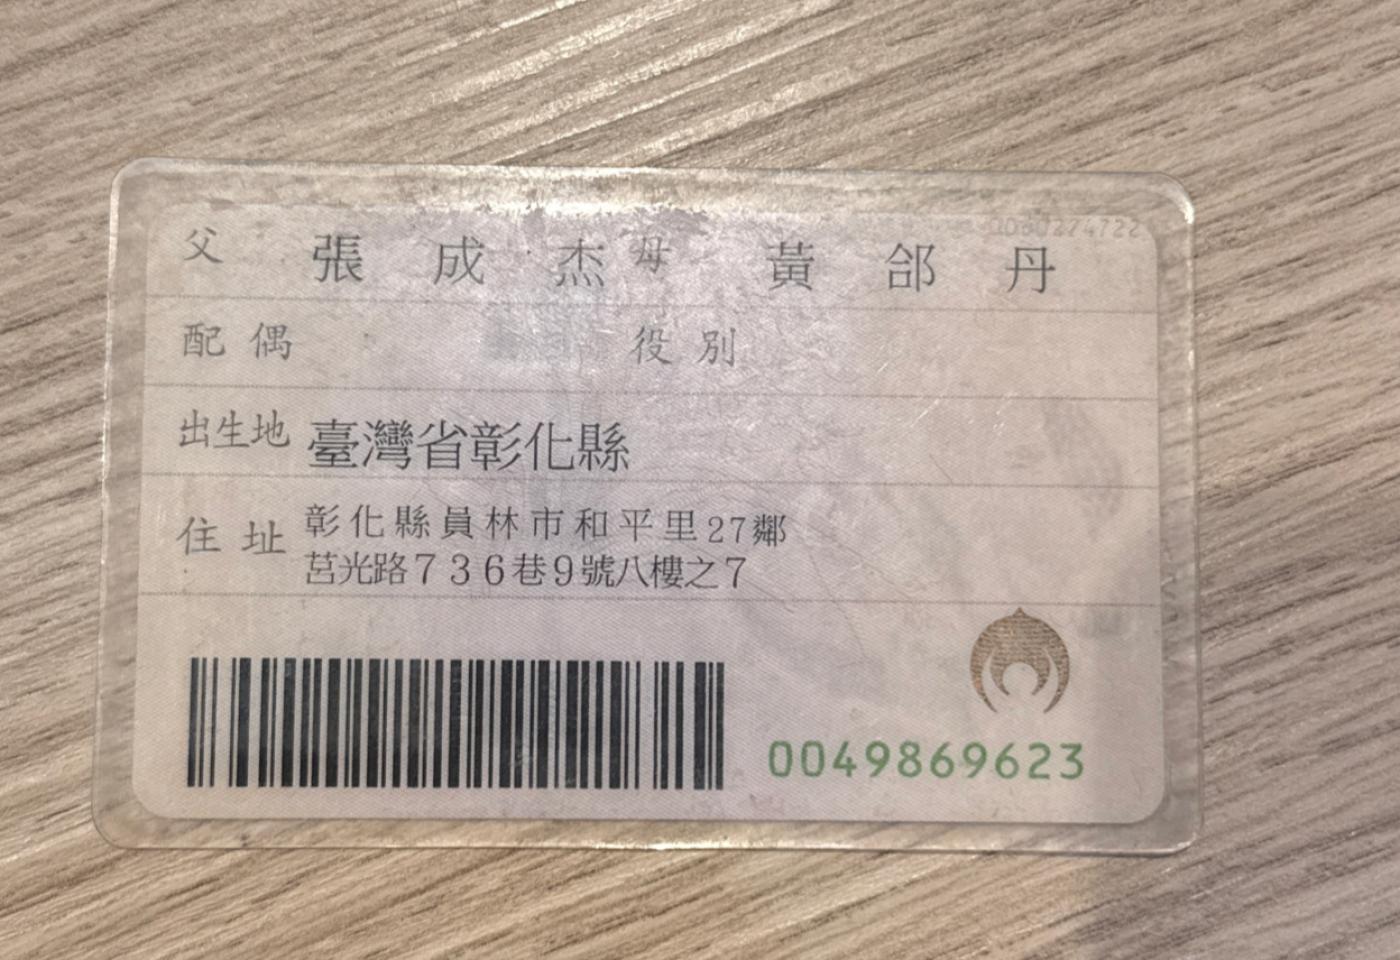 0080274722
父 張成杰 母 黃郃丹
配偶 役別
出生地 臺灣省彰化縣
住址 彰化縣員林市和平里27鄰
莒光路736巷9號八樓之7
0049869623